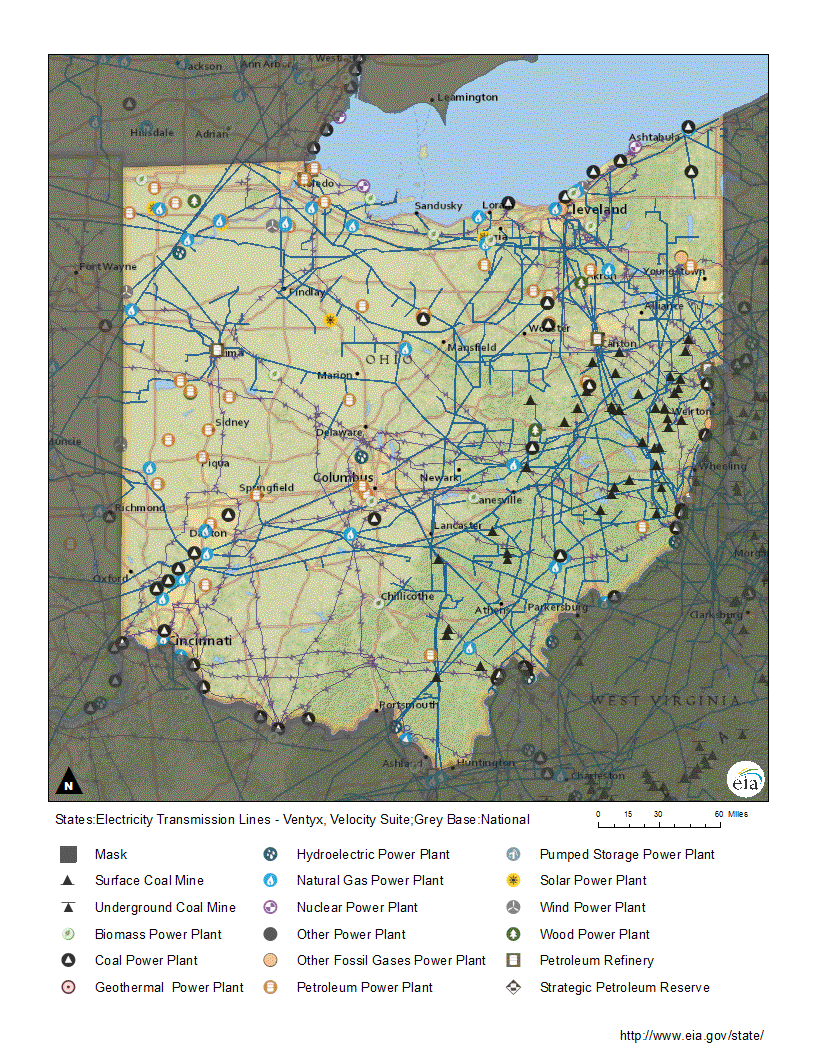 Jackson
Ann Arb
West
Leamington
Hillsdale
Adrian
Ashtabula
Toledo
Sandusky
Lora
Cleveland
Fort Wayne
Youngstown
Akron
Findlay
Alliance
Wooster
Canton
Lima
OHIO
Mansfield
Marion
Weirton
Sidney
Delaware
Muncie
Piqua
Wheeling
Springfield
Columbus
Newark
Zanesville
Richmond
Lancaster
Dayton
Morga
Oxford
Chillicothe
Athens
Parkersburg
Clarksburg
Cincinnati
WEST VIRGINIA
Portsmouth
Ashland
Huntington
Charleston
N
eia
States:Electricity Transmission Lines - Ventyx, Velocity Suite;Grey Base:National
0 15 30 60 Miles
Mask
Hydroelectric Power Plant
Pumped Storage Power Plant
Surface Coal Mine
Natural Gas Power Plant
Solar Power Plant
Underground Coal Mine
Nuclear Power Plant
Wind Power Plant
Biomass Power Plant
Other Power Plant
Wood Power Plant
Coal Power Plant
Other Fossil Gases Power Plant
Petroleum Refinery
Geothermal Power Plant
Petroleum Power Plant
Strategic Petroleum Reserve
http://www.eia.gov/state/